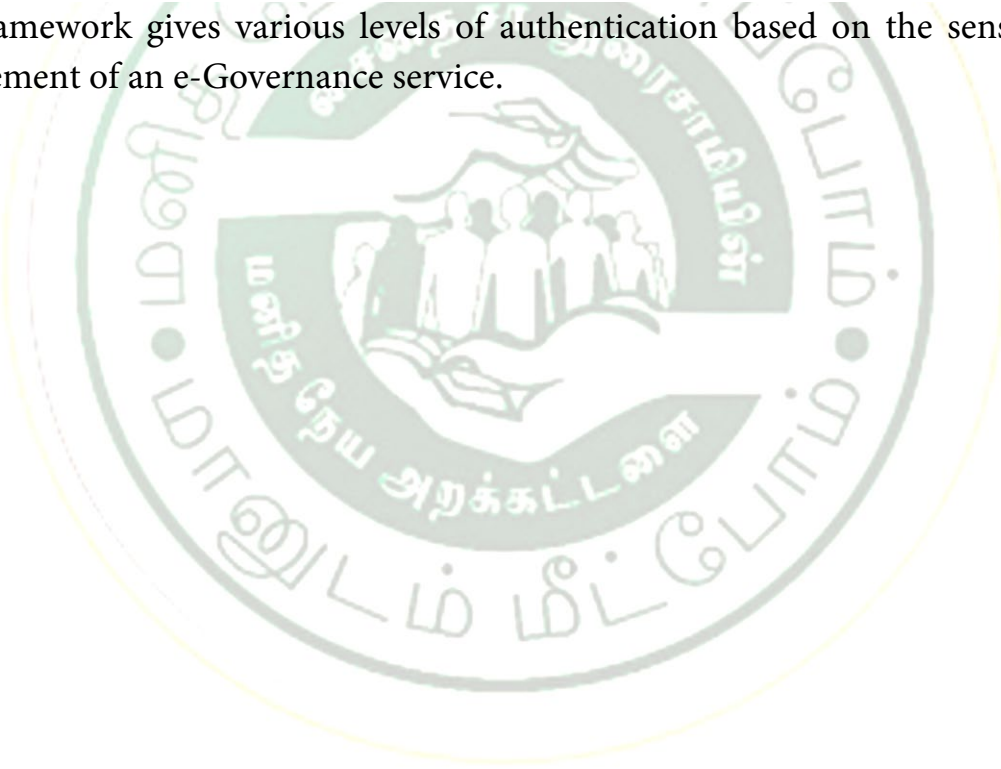 amework gives various levels of authentication based on the sens
ement of an e-Governance service.
துரைசாமியின்
மனித நேய அறக்கட்டளை
மானுடம் மீட்போம்